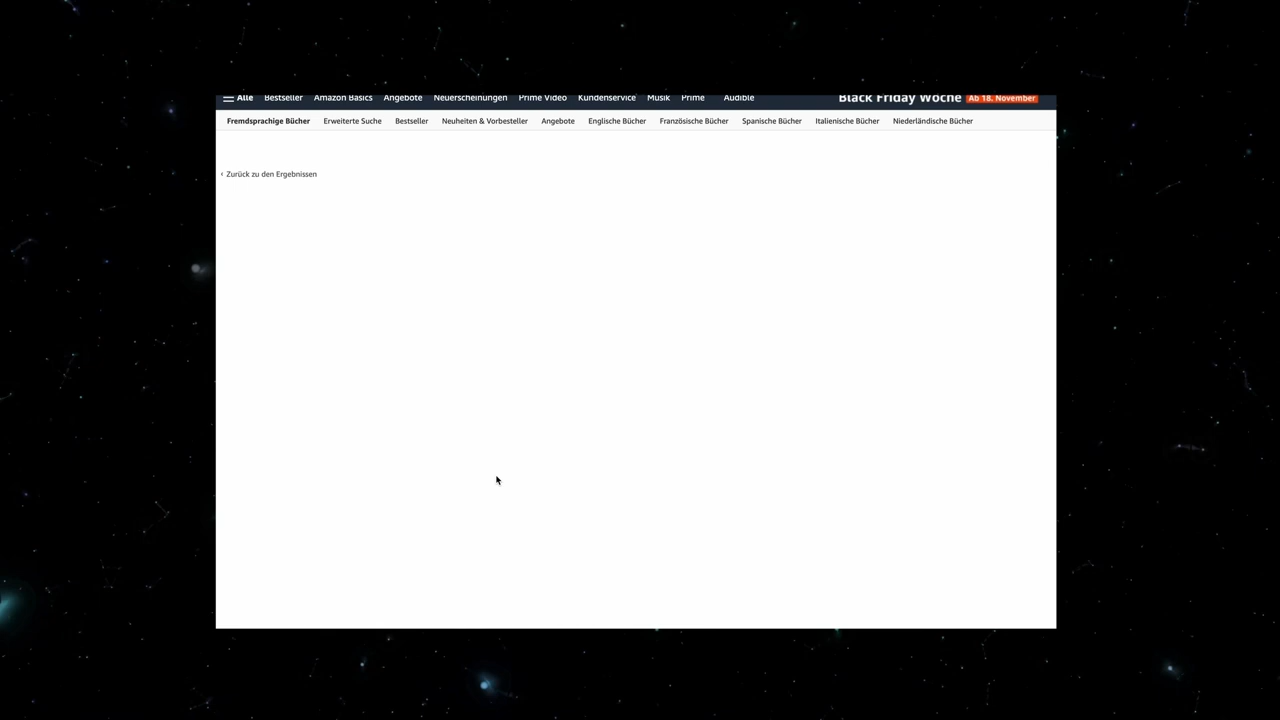 Alle Bestseller Amazon Basics Angebote Neuerscheinungen Prime Video Kundenservice Musik Prime Audible Black Friday Woche Ab 18. November
Fremdsprachige Bücher Erweiterte Suche Bestseller Neuheiten & Vorbesteller Angebote Englische Bücher Französische Bücher Spanische Bücher Italienische Bücher Niederländische Bücher
‹ Zurück zu den Ergebnissen